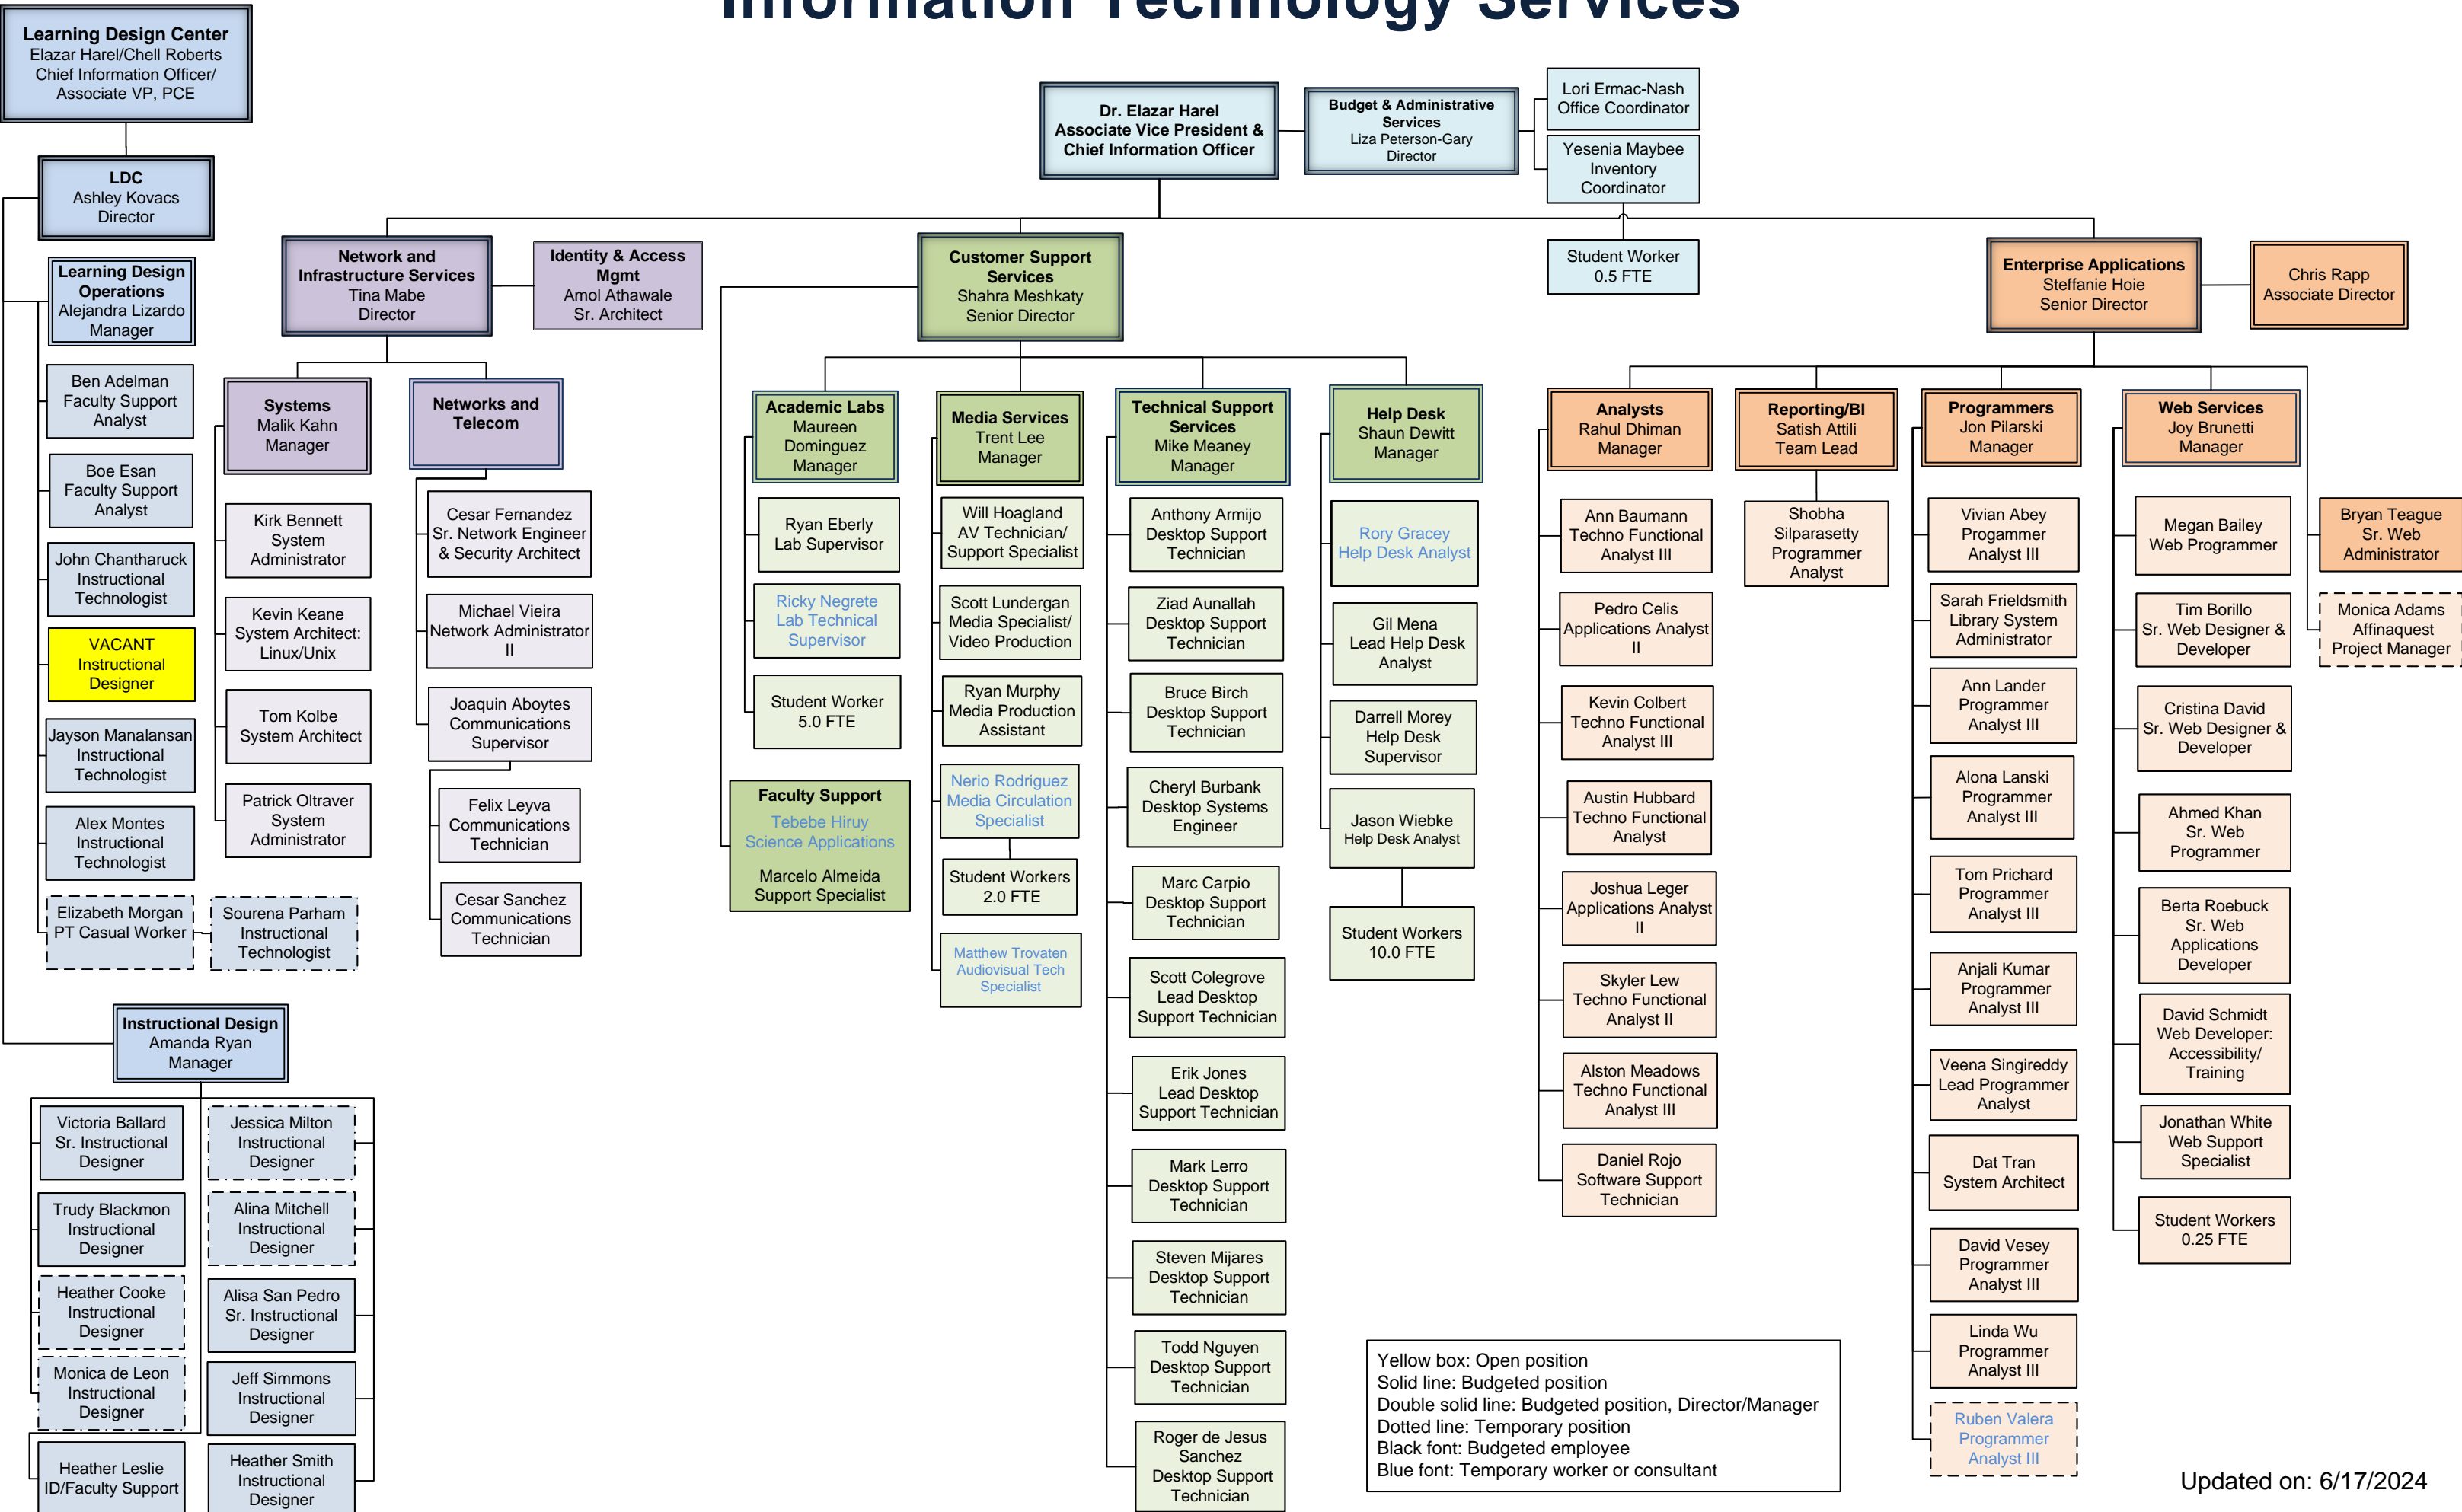 Information Technology Services
Learning Design Center
Elazar Harel/Chell Roberts
Chief Information Officer/
Associate VP, PCE
LDC
Ashley Kovacs
Director
Dr. Elazar Harel
Associate Vice President &
Chief Information Officer
Budget & Administrative
Services
Liza Peterson-Gary
Director
Lori Ermac-Nash
Office Coordinator
Yesenia Maybee
Inventory
Coordinator
Student Worker
0.5 FTE
Learning Design
Operations
Alejandra Lizardo
Manager
Ben Adelman
Faculty Support
Analyst
Boe Esan
Faculty Support
Analyst
John Chantharuck
Instructional
Technologist
VACANT
Instructional
Designer
Jayson Manalansan
Instructional
Technologist
Alex Montes
Instructional
Technologist
Elizabeth Morgan
PT Casual Worker
Sourena Parham
Instructional
Technologist
Instructional Design
Amanda Ryan
Manager
Victoria Ballard
Sr. Instructional
Designer
Trudy Blackmon
Instructional
Designer
Heather Cooke
Instructional
Designer
Monica de Leon
Instructional
Designer
Heather Leslie
ID/Faculty Support
Jessica Milton
Instructional
Designer
Alina Mitchell
Instructional
Designer
Alisa San Pedro
Sr. Instructional
Designer
Jeff Simmons
Instructional
Designer
Heather Smith
Instructional
Designer
Network and
Infrastructure Services
Tina Mabe
Director
Identity & Access
Mgmt
Amol Athawale
Sr. Architect
Systems
Malik Kahn
Manager
Kirk Bennett
System
Administrator
Kevin Keane
System Architect:
Linux/Unix
Tom Kolbe
System Architect
Patrick Oltraver
System
Administrator
Networks and
Telecom
Cesar Fernandez
Sr. Network Engineer
& Security Architect
Michael Vieira
Network Administrator
II
Joaquin Aboytes
Communications
Supervisor
Felix Leyva
Communications
Technician
Cesar Sanchez
Communications
Technician
Customer Support
Services
Shahra Meshkaty
Senior Director
Academic Labs
Maureen
Dominguez
Manager
Ryan Eberly
Lab Supervisor
Ricky Negrete
Lab Technical
Supervisor
Student Worker
5.0 FTE
Faculty Support
Tebebe Hiruy
Science Applications
Marcelo Almeida
Support Specialist
Media Services
Trent Lee
Manager
Will Hoagland
AV Technician/
Support Specialist
Scott Lundergan
Media Specialist/
Video Production
Ryan Murphy
Media Production
Assistant
Nerio Rodriguez
Media Circulation
Specialist
Student Workers
2.0 FTE
Matthew Trovaten
Audiovisual Tech
Specialist
Technical Support
Services
Mike Meaney
Manager
Anthony Armijo
Desktop Support
Technician
Ziad Aunallah
Desktop Support
Technician
Bruce Birch
Desktop Support
Technician
Cheryl Burbank
Desktop Systems
Engineer
Marc Carpio
Desktop Support
Technician
Scott Colegrove
Lead Desktop
Support Technician
Erik Jones
Lead Desktop
Support Technician
Mark Lerro
Desktop Support
Technician
Steven Mijares
Desktop Support
Technician
Todd Nguyen
Desktop Support
Technician
Roger de Jesus
Sanchez
Desktop Support
Technician
Help Desk
Shaun Dewitt
Manager
Rory Gracey
Help Desk Analyst
Gil Mena
Lead Help Desk
Analyst
Darrell Morey
Help Desk
Supervisor
Jason Wiebke
Help Desk Analyst
Student Workers
10.0 FTE
Enterprise Applications
Steffanie Hoie
Senior Director
Chris Rapp
Associate Director
Analysts
Rahul Dhiman
Manager
Ann Baumann
Techno Functional
Analyst III
Pedro Celis
Applications Analyst
II
Kevin Colbert
Techno Functional
Analyst III
Austin Hubbard
Techno Functional
Analyst
Joshua Leger
Applications Analyst
II
Skyler Lew
Techno Functional
Analyst II
Alston Meadows
Techno Functional
Analyst III
Daniel Rojo
Software Support
Technician
Reporting/BI
Satish Attili
Team Lead
Shobha
Silparasetty
Programmer
Analyst
Programmers
Jon Pilarski
Manager
Vivian Abey
Progammer
Analyst III
Sarah Frieldsmith
Library System
Administrator
Ann Lander
Programmer
Analyst III
Alona Lanski
Programmer
Analyst III
Tom Prichard
Programmer
Analyst III
Anjali Kumar
Programmer
Analyst III
Veena Singireddy
Lead Programmer
Analyst
Dat Tran
System Architect
David Vesey
Programmer
Analyst III
Linda Wu
Programmer
Analyst III
Ruben Valera
Programmer
Analyst III
Web Services
Joy Brunetti
Manager
Megan Bailey
Web Programmer
Tim Borillo
Sr. Web Designer &
Developer
Cristina David
Sr. Web Designer &
Developer
Ahmed Khan
Sr. Web
Programmer
Berta Roebuck
Sr. Web
Applications
Developer
David Schmidt
Web Developer:
Accessibility/
Training
Jonathan White
Web Support
Specialist
Student Workers
0.25 FTE
Bryan Teague
Sr. Web
Administrator
Monica Adams
Affinaquest
Project Manager
Yellow box: Open position
Solid line: Budgeted position
Double solid line: Budgeted position, Director/Manager
Dotted line: Temporary position
Black font: Budgeted employee
Blue font: Temporary worker or consultant
Updated on: 6/17/2024